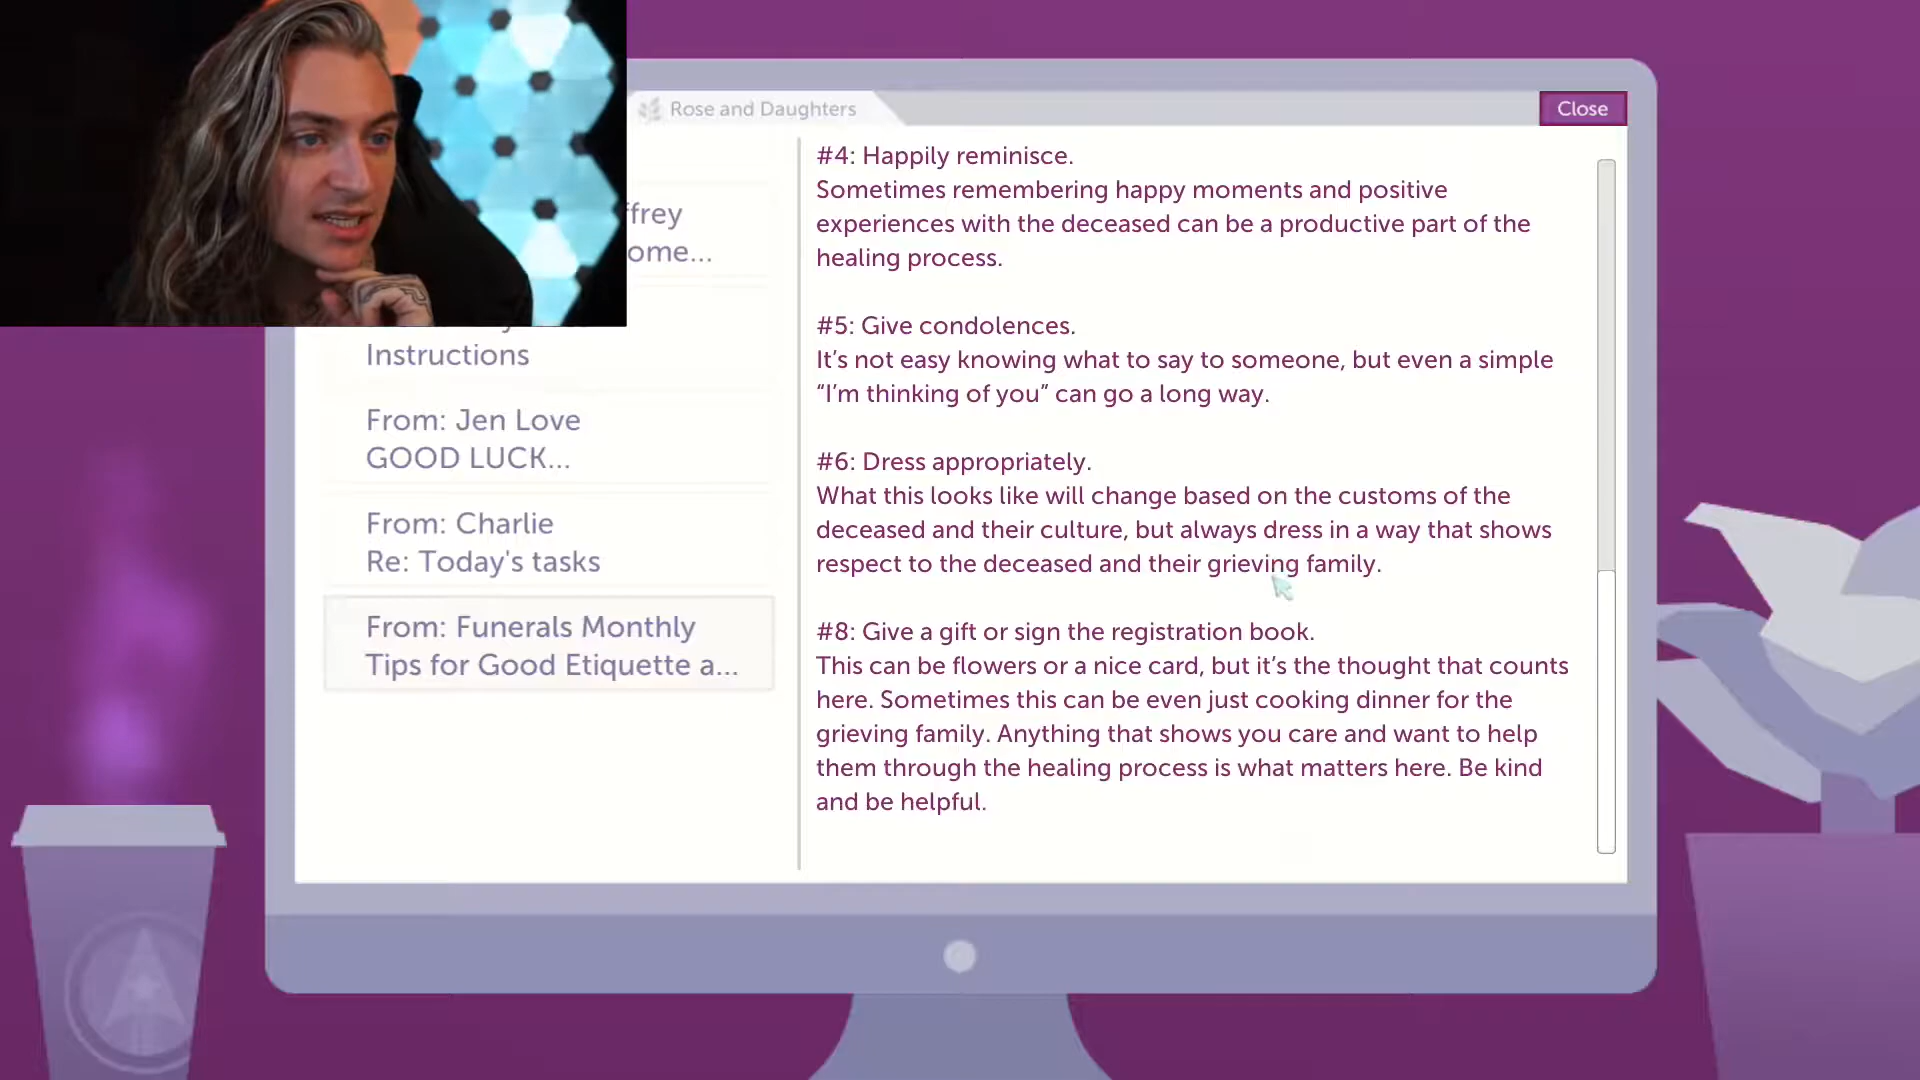 Rose and Daughters
Close
ffrey
ome...
Instructions
From: Jen Love
GOOD LUCK...
From: Charlie
Re: Today's tasks
From: Funerals Monthly
Tips for Good Etiquette a...
#4: Happily reminisce.
Sometimes remembering happy moments and positive
experiences with the deceased can be a productive part of the
healing process.
#5: Give condolences.
It’s not easy knowing what to say to someone, but even a simple
“I’m thinking of you” can go a long way.
#6: Dress appropriately.
What this looks like will change based on the customs of the
deceased and their culture, but always dress in a way that shows
respect to the deceased and their grieving family.
#8: Give a gift or sign the registration book.
This can be flowers or a nice card, but it’s the thought that counts
here. Sometimes this can be even just cooking dinner for the
grieving family. Anything that shows you care and want to help
them through the healing process is what matters here. Be kind
and be helpful.